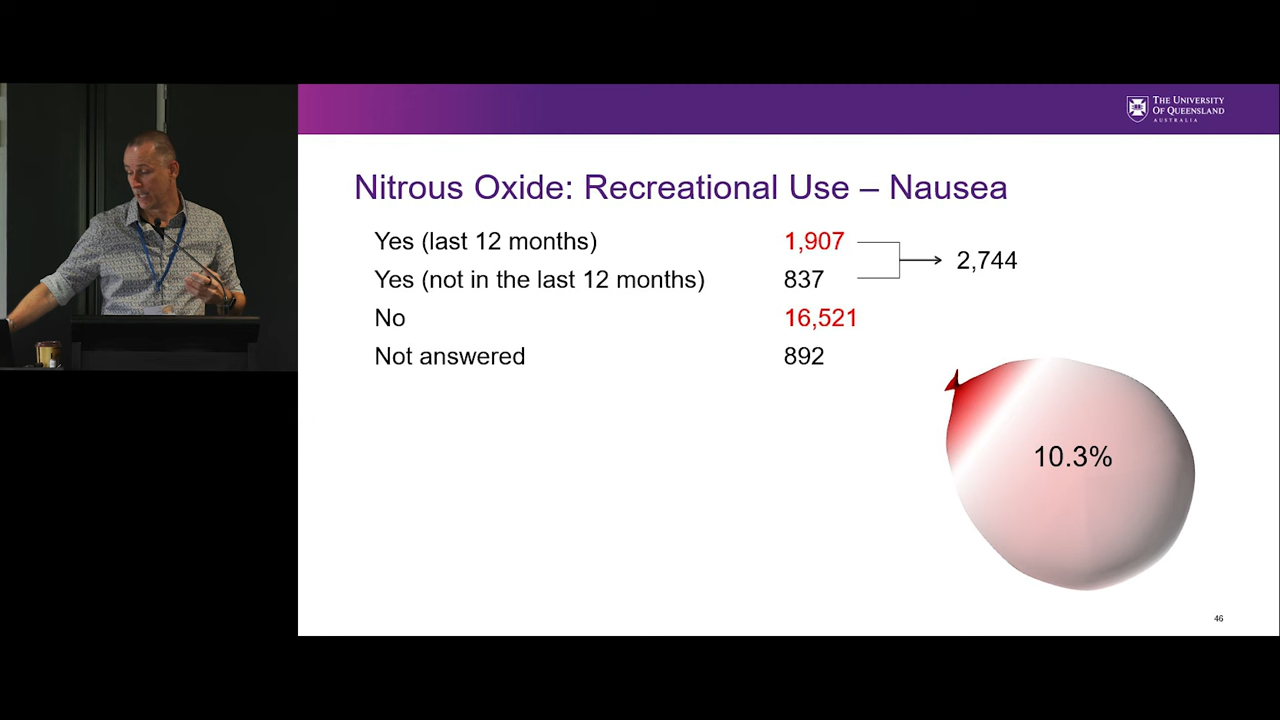 THE UNIVERSITY
OF QUEENSLAND
AUSTRALIA
Nitrous Oxide: Recreational Use – Nausea
Yes (last 12 months) 1,907
2,744
Yes (not in the last 12 months) 837
No 16,521
Not answered 892
10.3%
46